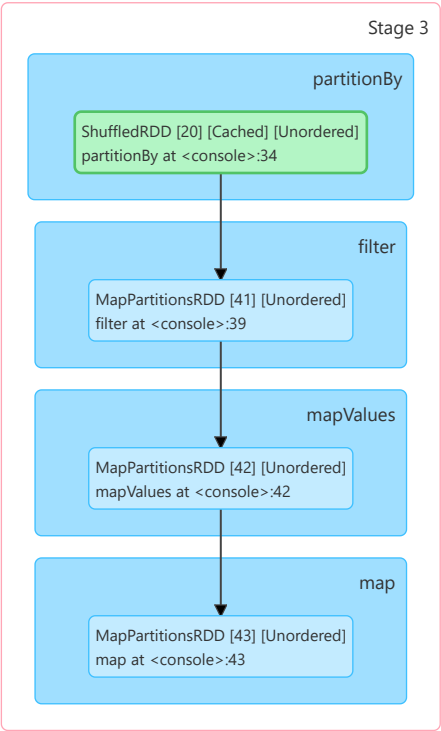 Stage 3
partitionBy
ShuffledRDD [20] [Cached] [Unordered]
partitionBy at <console>:34
filter
MapPartitionsRDD [41] [Unordered]
filter at <console>:39
mapValues
MapPartitionsRDD [42] [Unordered]
mapValues at <console>:42
map
MapPartitionsRDD [43] [Unordered]
map at <console>:43